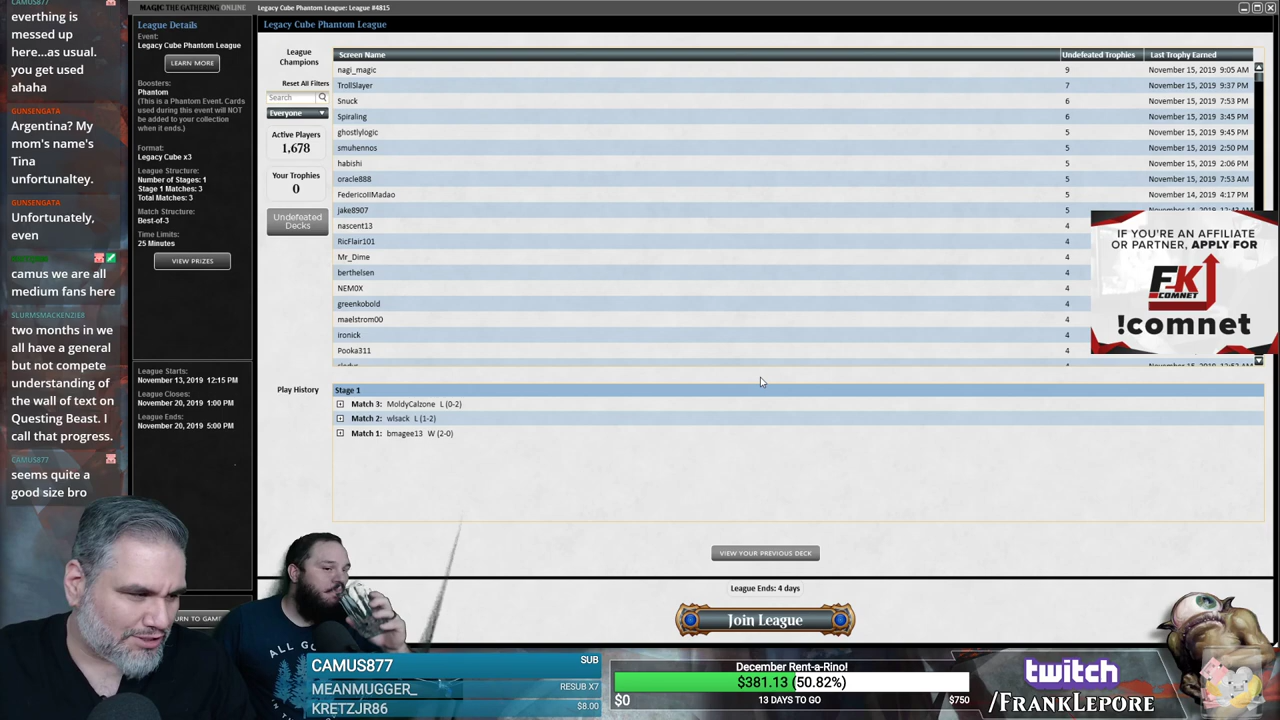 CAMUS877
everything is
messed up
here...as usual.
you get used
ahaha
GUNSENGATA
Argentina? My
mom's name's
Tina
unfortunaltey.
GUNSENGATA
Unfortunately,
even
camus we are all
medium fans here
SLURMSMACKENZIE8
two months in we
all have a general
but not complete
understanding of
the wall of text on
Questing Beast. I
call that progress.
CAMUS877
seems quite a
good size bro
MAGIC THE GATHERING ONLINE
Legacy Cube Phantom League: League #4815
League Details
Event:
Legacy Cube Phantom League
LEARN MORE
Boosters:
Phantom
(This is a Phantom Event. Cards
used during this event will NOT
be added to your collection
when it ends.)
Format:
Legacy Cube x3
League Structure:
Number of Stages: 1
Stage 1 Matches: 3
Total Matches: 3
Match Structure:
Best-of-3
Time Limits:
25 Minutes
VIEW PRIZES
League Starts:
November 13, 2019 12:15 PM
League Closes:
November 20, 2019 1:00 PM
League Ends:
November 20, 2019 5:00 PM
URN TO GAM
Legacy Cube Phantom League
League
Champions
Reset All Filters
Search
Everyone
Active Players
1,678
Your Trophies
0
Undefeated
Decks
Screen Name Undefeated Trophies Last Trophy Earned
nagi_magic 9 November 15, 2019 9:05 AM
TrollSlayer 7 November 15, 2019 9:37 PM
Snuck 6 November 15, 2019 7:53 PM
Spiraling 6 November 15, 2019 3:45 PM
ghostlylogic 5 November 15, 2019 9:45 PM
smuhennos 5 November 15, 2019 2:50 PM
habishi 5 November 15, 2019 2:06 PM
oracle888 5 November 15, 2019 7:53 AM
FedericoIIMadao 5 November 14, 2019 4:17 PM
jake8907 5
nascent13 4
RicFlair101 4
Mr_Dime 4
berthelsen 4
NEM0X 4
greenkobold 4
maelstrom00 4
ironick 4
Pooka311 4
IF YOU'RE AN AFFILIATE
OR PARTNER, APPLY FOR
FK
COMNET
!comnet
Play History
Stage 1
Match 3: MoldyCalzone L (0-2)
Match 2: wlsack L (1-2)
Match 1: bmagee13 W (2-0)
VIEW YOUR PREVIOUS DECK
League Ends: 4 days
Join League
ALL GO
CAMUS877 SUB
MEANMUGGER_ RESUB X7
KRETZJR86 $8.00
December Rent-a-Rino!
$381.13 (50.82%)
$0 13 DAYS TO GO $750
twitch
/FRANKLEPORE